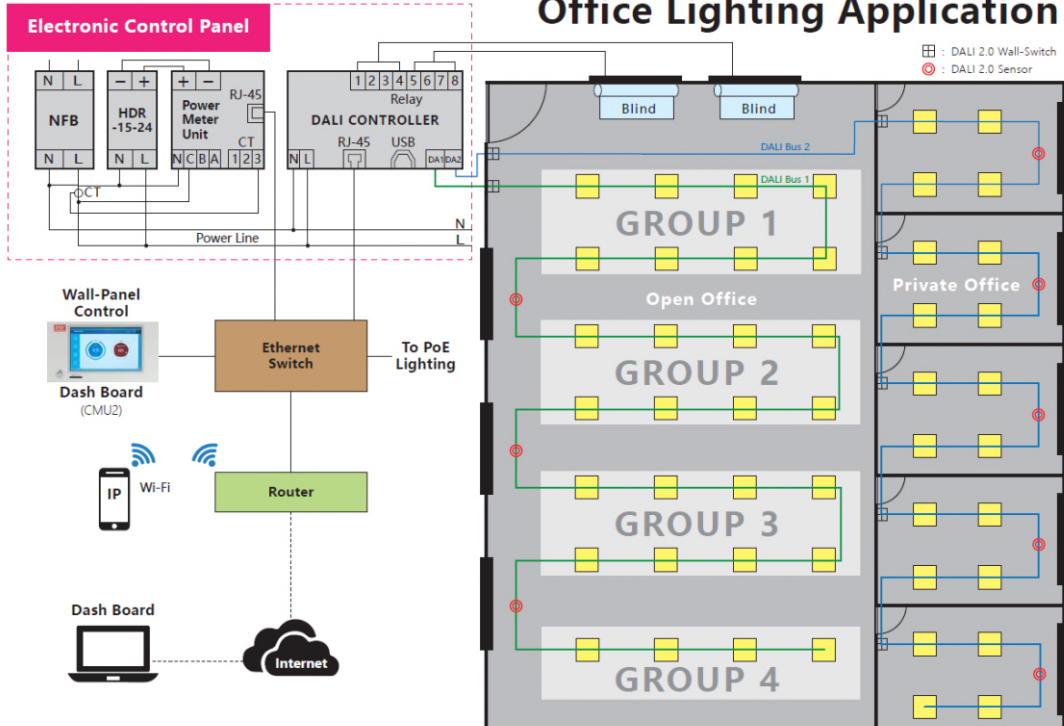 Office Lighting Application
Electronic Control Panel
: DALI 2.0 Wall-Switch
: DALI 2.0 Sensor
N L
NFB
N L
− +
HDR
-15-24
N L
+ −
Power
Meter
Unit
RJ-45
CT
N C B A 1 2 3
1 2 3 4 5 6 7 8
Relay
DALI CONTROLLER
N L
RJ-45
USB
DA1 DA2
CT
N
L
Power Line
Blind
Blind
DALI Bus 2
DALI Bus 1
GROUP 1
Open Office
Private Office
GROUP 2
GROUP 3
GROUP 4
Wall-Panel
Control
Dash Board
(CMU2)
Ethernet
Switch
To PoE
Lighting
IP
Wi-Fi
Router
Dash Board
Internet